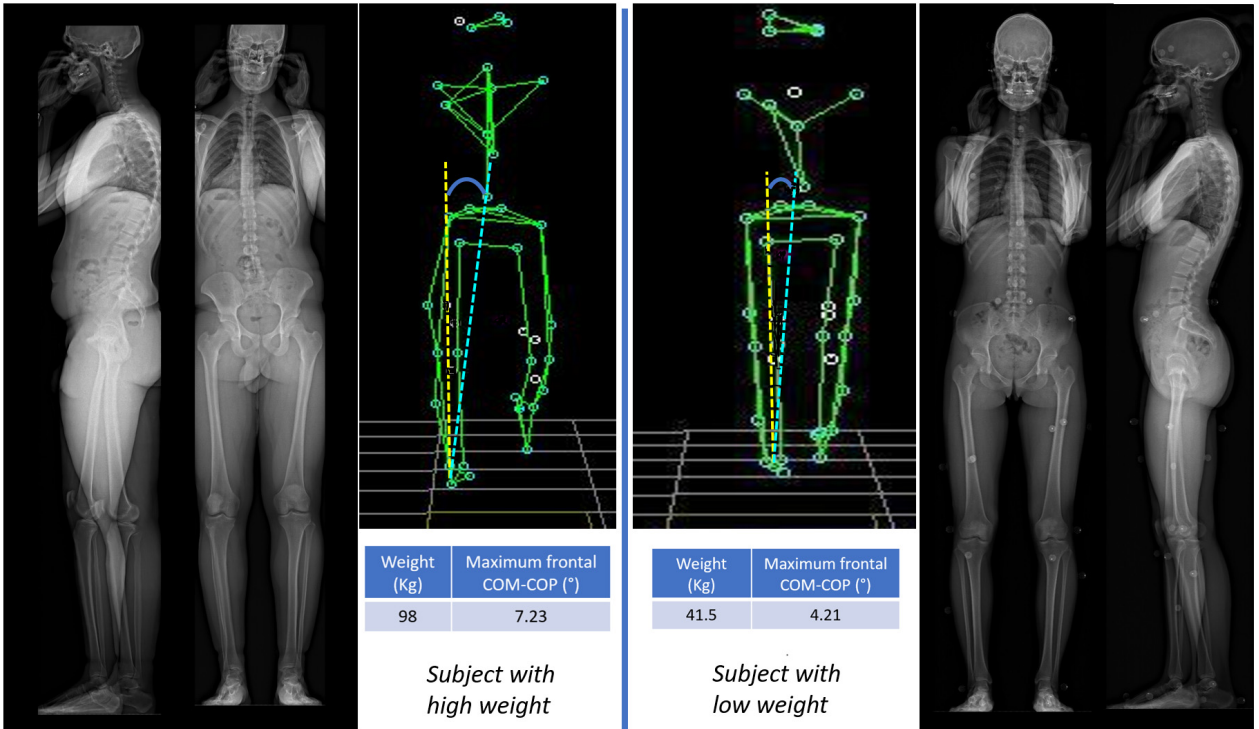 Weight
(Kg)
Maximum frontal
COM-COP (°)
98
7.23
Subject with
high weight
Weight
(Kg)
Maximum frontal
COM-COP (°)
41.5
4.21
Subject with
low weight